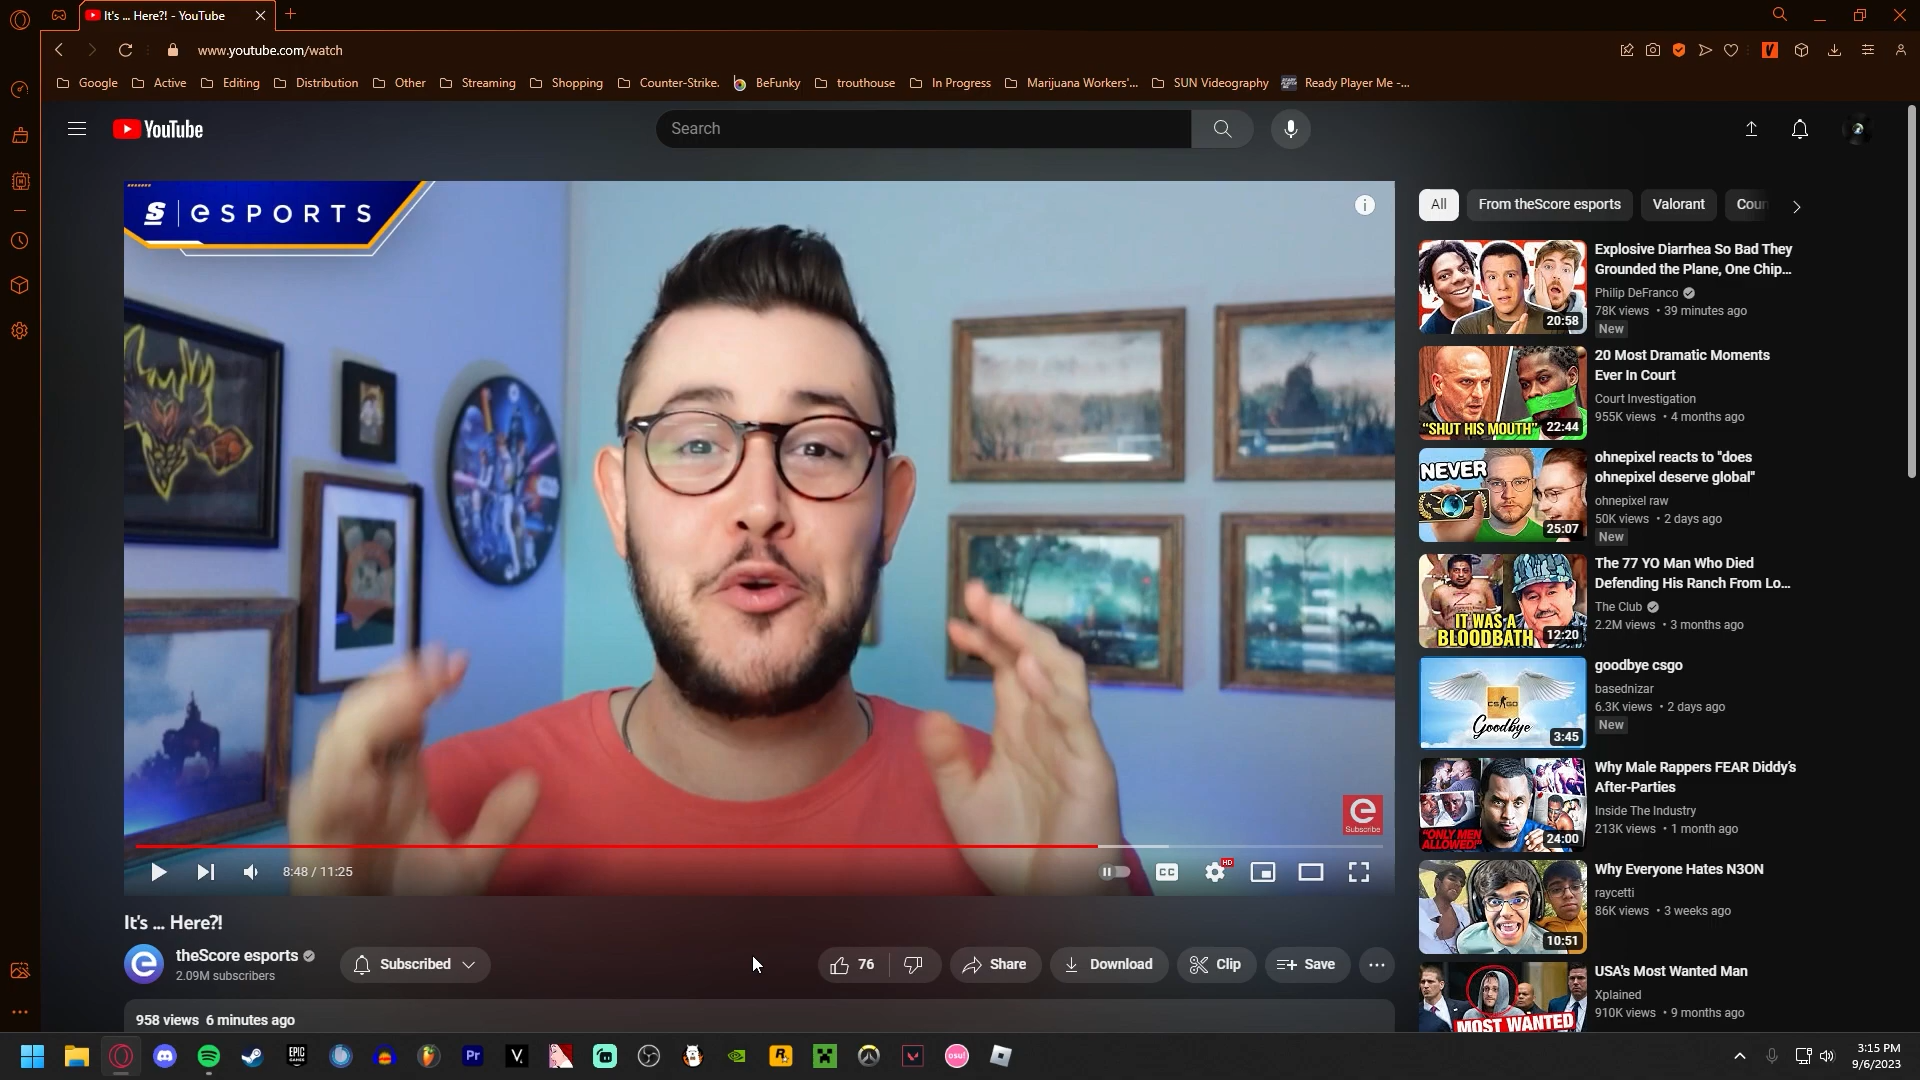 It's ... Here?! - YouTube
www.youtube.com/watch
Google Active Editing Distribution Other Streaming Shopping Counter-Strike. BeFunky trouthouse In Progress Marijuana Workers'... SUN Videography Ready Player Me -...
YouTube
Search
eSPORTS
All From theScore esports Valorant Coun
Explosive Diarrhea So Bad They
Grounded the Plane, One Chip...
Philip DeFranco
78K views • 39 minutes ago
New
20:58
20 Most Dramatic Moments
Ever In Court
Court Investigation
955K views • 4 months ago
"SHUT HIS MOUTH" 22:44
ohnepixel reacts to "does
ohnepixel deserve global"
ohnepixel raw
50K views • 2 days ago
New
NEVER
25:07
The 77 YO Man Who Died
Defending His Ranch From Lo...
The Club
2.2M views • 3 months ago
IT WAS A
BLOODBATH 12:20
goodbye csgo
basednizar
6.3K views • 2 days ago
New
CS GO
Goodbye
3:45
Why Male Rappers FEAR Diddy's
After-Parties
Inside The Industry
213K views • 1 month ago
"ONLY MEN
ALLOWED!" 24:00
Why Everyone Hates N3ON
raycetti
86K views • 3 weeks ago
10:51
USA's Most Wanted Man
Xplained
910K views • 9 months ago
MOST WANTED
Subscribe
8:48 / 11:25
CC HD
It's ... Here?!
theScore esports
2.09M subscribers
Subscribed
76 Share Download Clip Save
958 views 6 minutes ago
EPIC
GAMES
Pr
V.
R
osu!
3:15 PM
9/6/2023